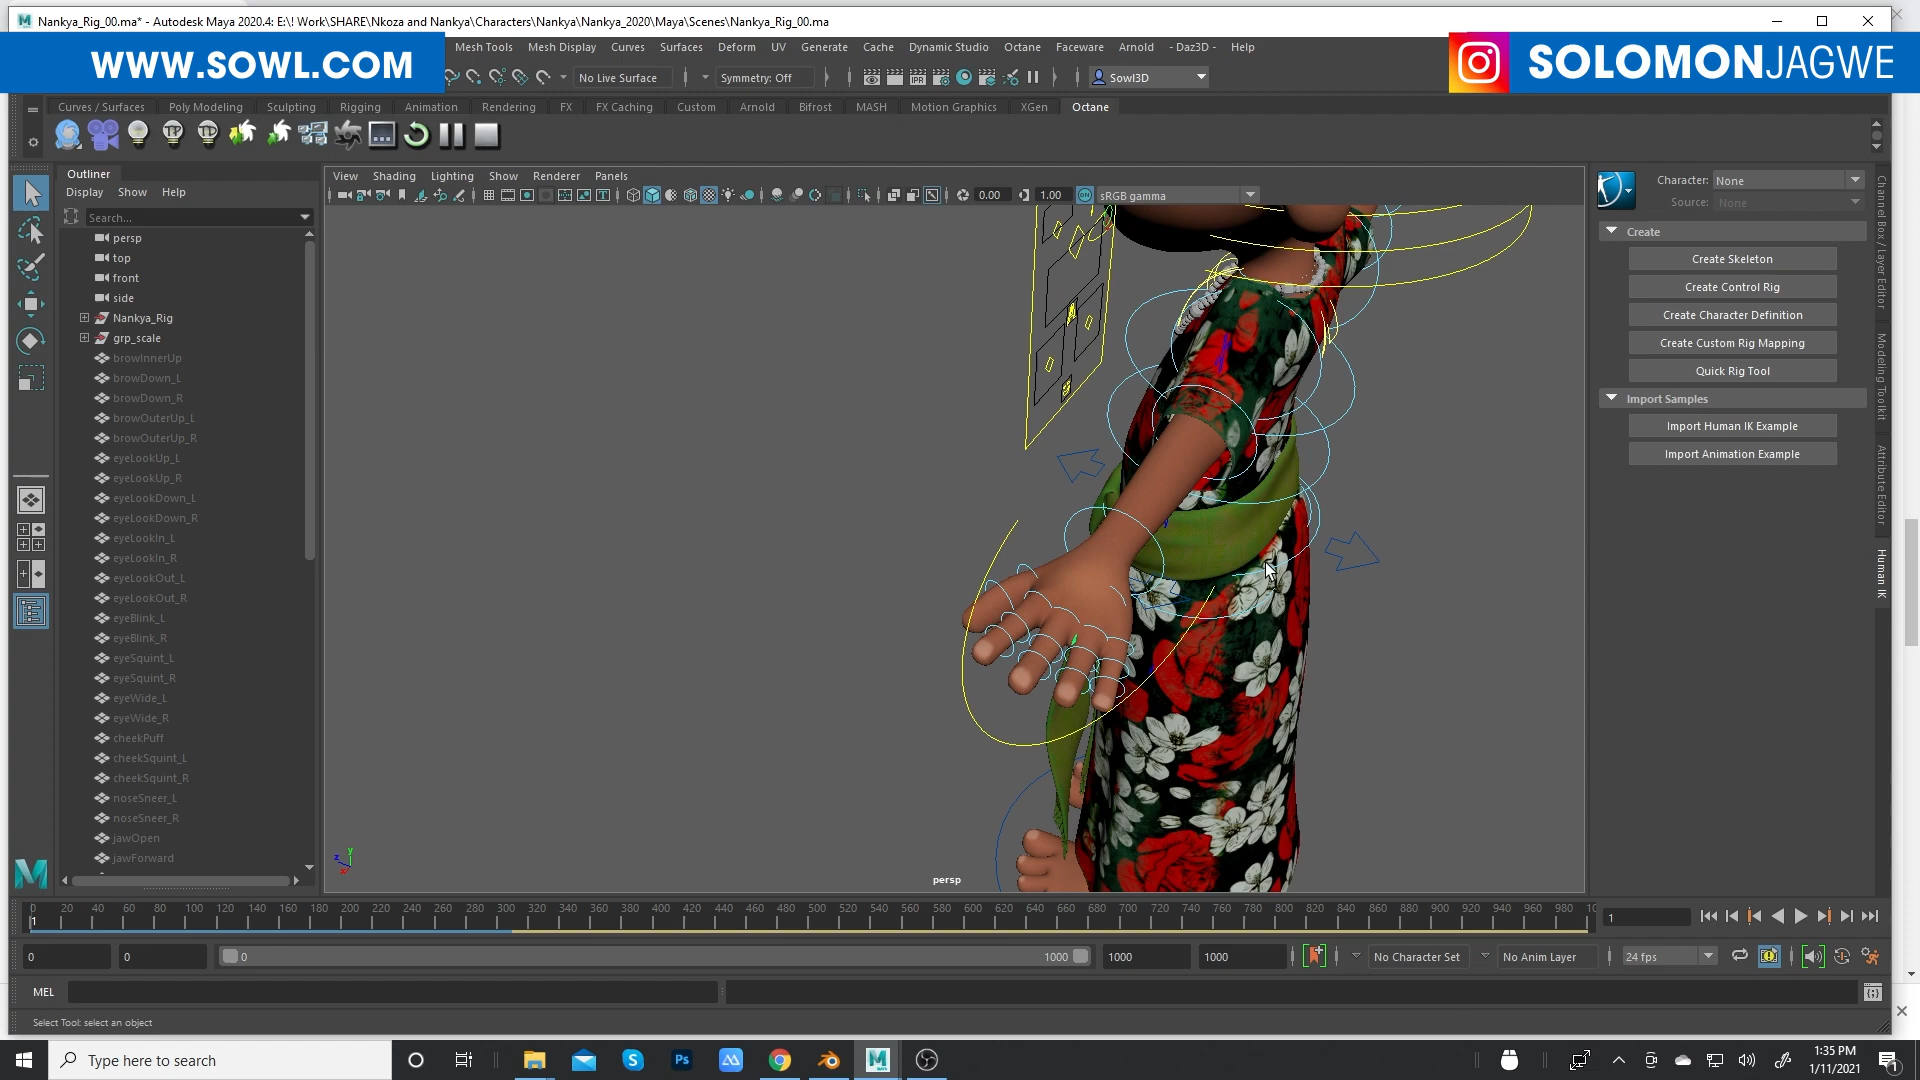 Nankya_Rig_00.ma* - Autodesk Maya 2020.4: E:\! Work\SHARE\Nkoza and Nankya\Characters\Nankya\Nankya_2020\Maya\Scenes\Nankya_Rig_00.ma
WWW.SOWL.COM
Mesh Tools Mesh Display Curves Surfaces Deform UV Generate Cache Dynamic Studio Octane Faceware Arnold - Daz3D - Help
SOLOMONJAGWE
No Live Surface Symmetry: Off Sowl3D
Curves / Surfaces Poly Modeling Sculpting Rigging Animation Rendering FX FX Caching Custom Arnold Bifrost MASH Motion Graphics XGen Octane
Outliner
Display Show Help
Search...
persp
top
front
side
Nankya_Rig
grp_scale
browInnerUp
browDown_L
browDown_R
browOuterUp_L
browOuterUp_R
eyeLookUp_L
eyeLookUp_R
eyeLookDown_L
eyeLookDown_R
eyeLookIn_L
eyeLookIn_R
eyeLookOut_L
eyeLookOut_R
eyeBlink_L
eyeBlink_R
eyeSquint_L
eyeSquint_R
eyeWide_L
eyeWide_R
cheekPuff
cheekSquint_L
cheekSquint_R
noseSneer_L
noseSneer_R
jawOpen
jawForward
View Shading Lighting Show Renderer Panels
0.00 1.00 ON sRGB gamma
y
z
x
persp
Character: None
Source: None
Create
Create Skeleton
Create Control Rig
Create Character Definition
Create Custom Rig Mapping
Quick Rig Tool
Import Samples
Import Human IK Example
Import Animation Example
Channel Box / Layer Editor
Modeling Toolkit
Attribute Editor
Human IK
0 20 40 60 80 100 120 140 160 180 200 220 240 260 280 300 320 340 360 380 400 420 440 460 480 500 520 540 560 580 600 620 640 660 680 700 720 740 760 780 800 820 840 860 880 900 920 940 960 980 10
1
1
0 0 0 1000 1000 1000 No Character Set No Anim Layer 24 fps
MEL
Select Tool: select an object
Type here to search
1:35 PM
1/11/2021
1